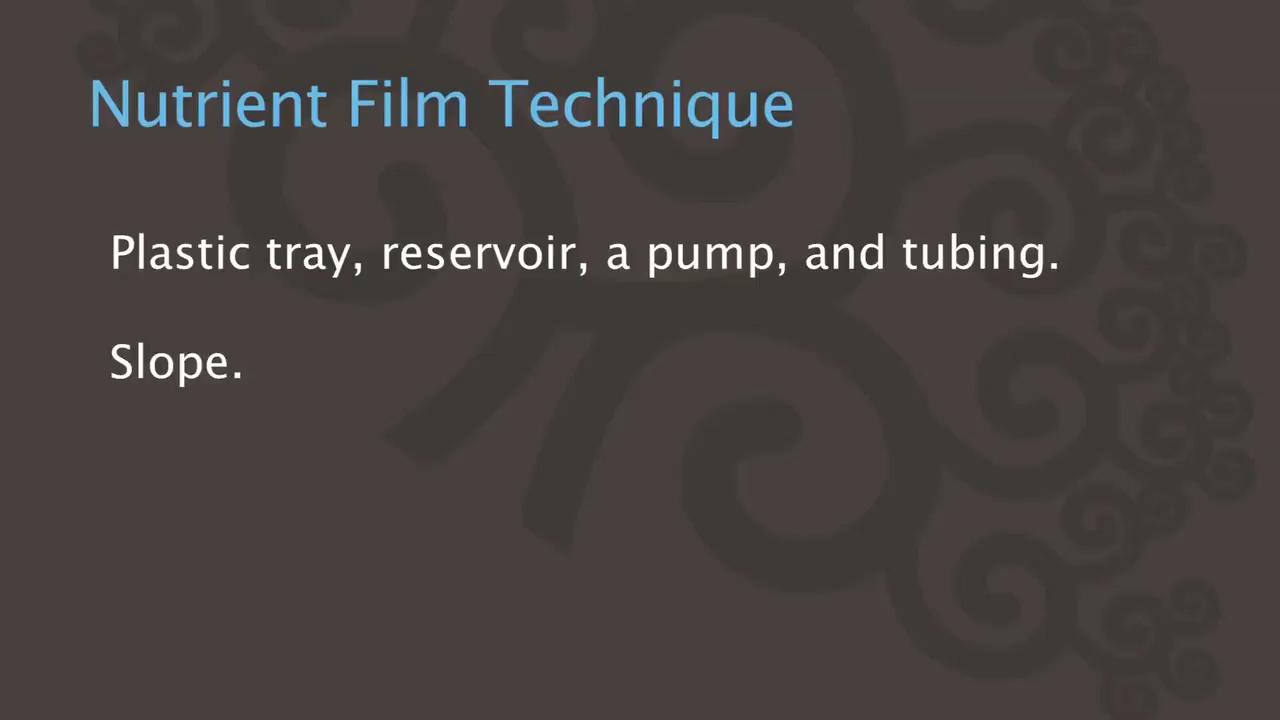 Nutrient Film Technique
Plastic tray, reservoir, a pump, and tubing.
Slope.